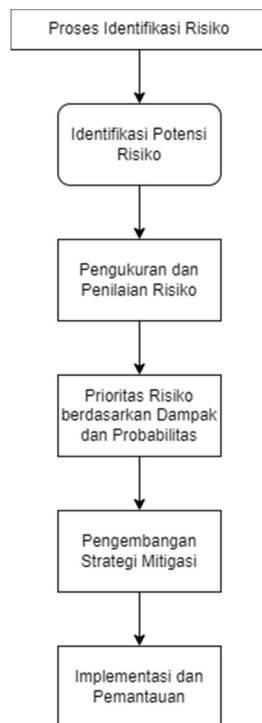 Proses Identifikasi Risiko
Identifikasi Potensi
Risiko
Pengukuran dan
Penilaian Risiko
Prioritas Risiko
berdasarkan Dampak
dan Probabilitas
Pengembangan
Strategi Mitigasi
Implementasi dan
Pemantauan